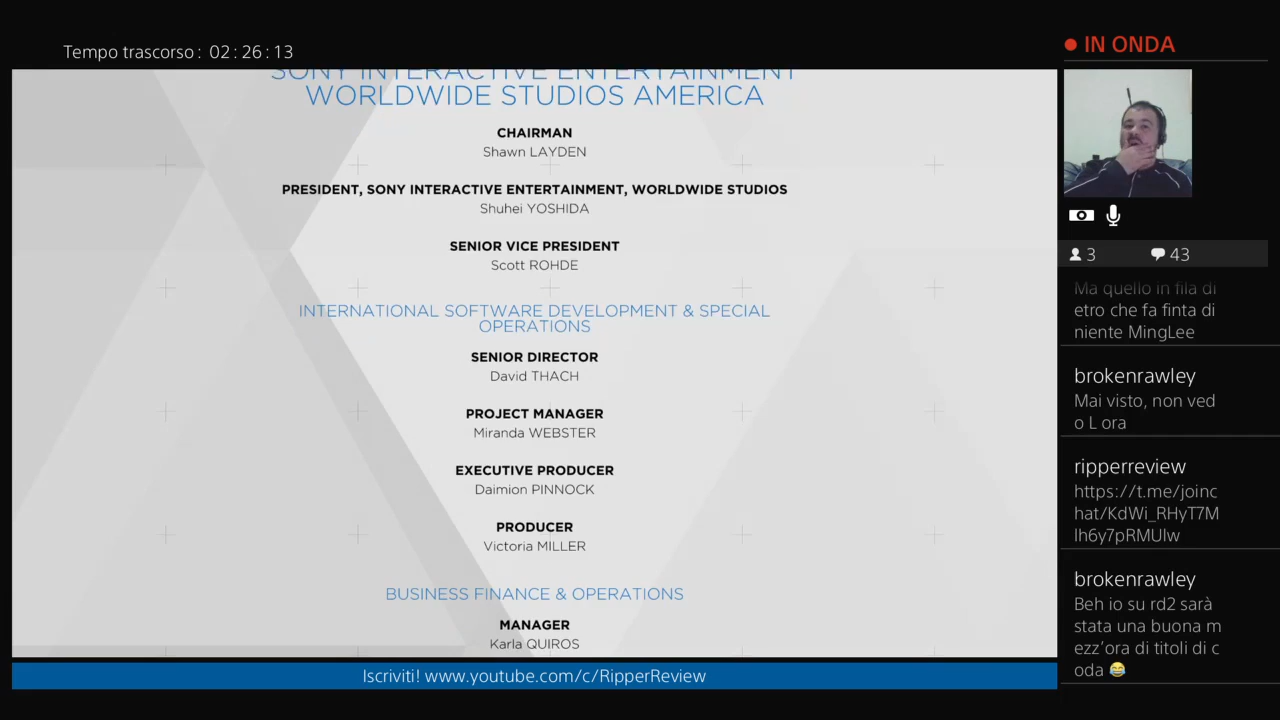 Tempo trascorso: 02:26:13
SONY INTERACTIVE ENTERTAINMENT
WORLDWIDE STUDIOS AMERICA
CHAIRMAN
Shawn LAYDEN
PRESIDENT, SONY INTERACTIVE ENTERTAINMENT, WORLDWIDE STUDIOS
Shuhei YOSHIDA
SENIOR VICE PRESIDENT
Scott ROHDE
INTERNATIONAL SOFTWARE DEVELOPMENT & SPECIAL
OPERATIONS
SENIOR DIRECTOR
David THACH
PROJECT MANAGER
Miranda WEBSTER
EXECUTIVE PRODUCER
Daimion PINNOCK
PRODUCER
Victoria MILLER
BUSINESS FINANCE & OPERATIONS
MANAGER
Karla QUIROS
Iscriviti! www.youtube.com/c/RipperReview
IN ONDA
3 43
Ma quello in fila di
etro che fa finta di
niente MingLee
brokenrawley
Mai visto, non ved
o L ora
ripperreview
https://t.me/joinc
hat/KdWi_RHyT7M
lh6y7pRMUlw
brokenrawley
Beh io su rd2 sarà
stata una buona m
ezz'ora di titoli di c
oda 😂